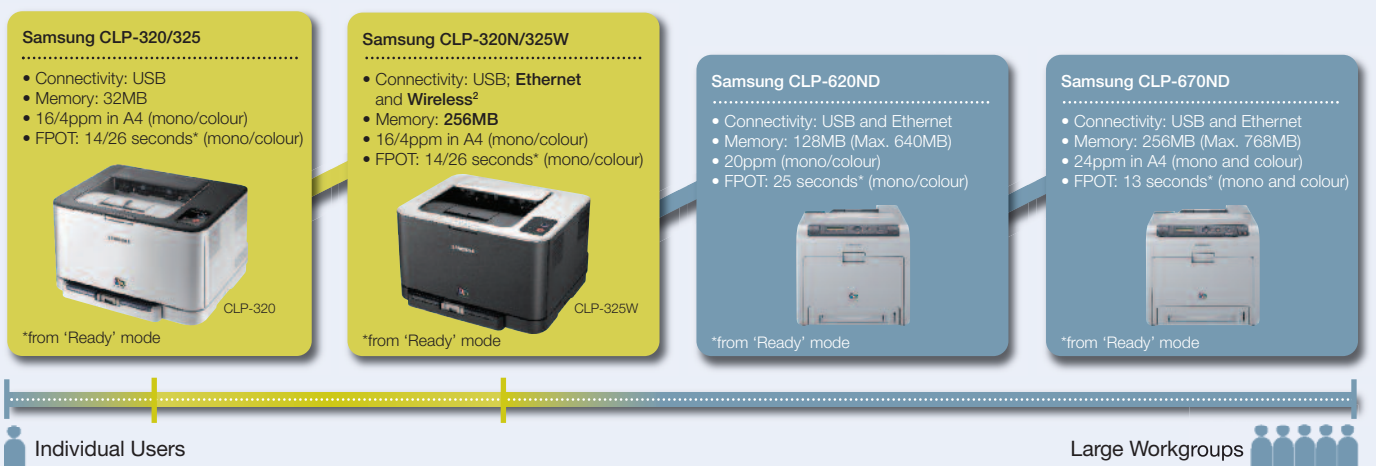 Samsung CLP-320/325
• Connectivity: USB
• Memory: 32MB
• 16/4ppm in A4 (mono/colour)
• FPOT: 14/26 seconds* (mono/colour)
SAMSUNG
CLP-320
*from ‘Ready’ mode
Samsung CLP-320N/325W
• Connectivity: USB; Ethernet
and Wireless²
• Memory: 256MB
• 16/4ppm in A4 (mono/colour)
• FPOT: 14/26 seconds* (mono/colour)
SAMSUNG
CLP-325W
*from ‘Ready’ mode
Samsung CLP-620ND
• Connectivity: USB and Ethernet
• Memory: 128MB (Max. 640MB)
• 20ppm (mono/colour)
• FPOT: 25 seconds* (mono/colour)
*from ‘Ready’ mode
Samsung CLP-670ND
• Connectivity: USB and Ethernet
• Memory: 256MB (Max. 768MB)
• 24ppm in A4 (mono and colour)
• FPOT: 13 seconds* (mono and colour)
*from ‘Ready’ mode
Individual Users
Large Workgroups